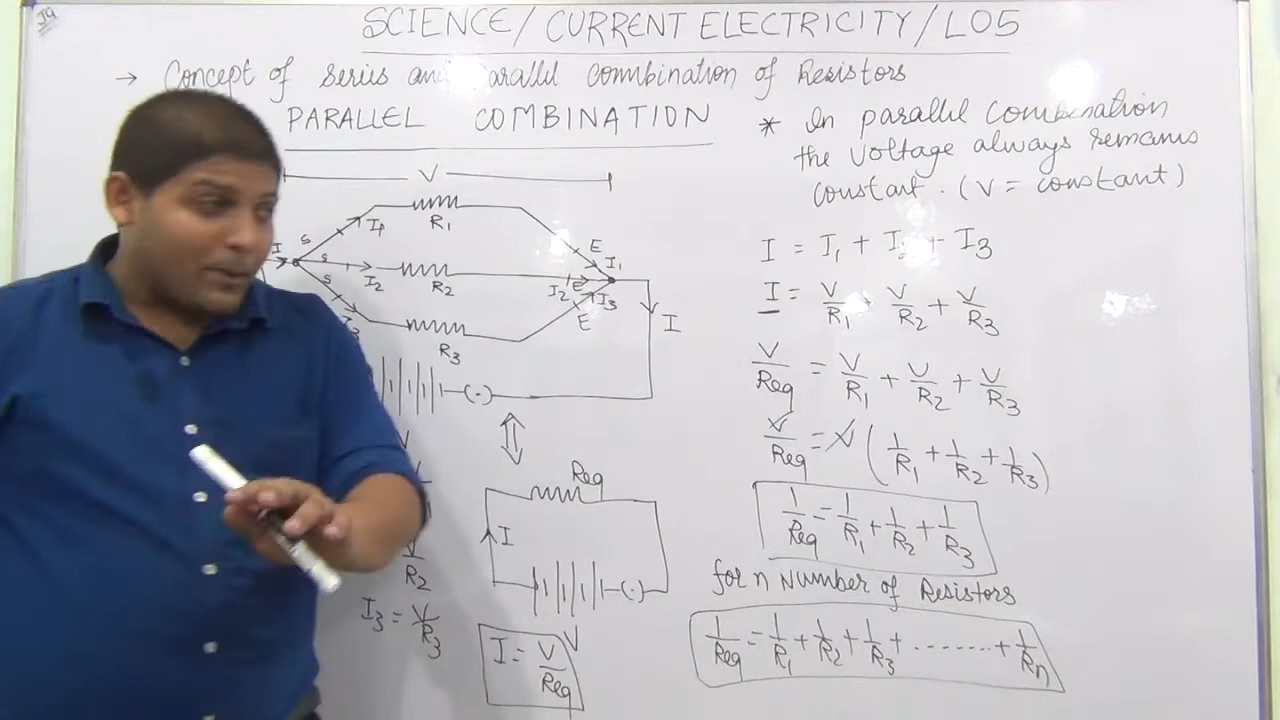 SCIENCE/CURRENT ELECTRICITY/L05
→ Concept of series and Parallel combination of Resistors
PARALLEL COMBINATION
V
I
S
I1
R1
E
I1
S
I2
R2
I2
E
S
3
R3
I3
E
I
(·)
V
Req
I
(·)
V
V
R2
I3 = V/R3
I = V/Req
* In parallel combination
the voltage always remains
constant. (V = constant)
I = I1 + I + I3
I = V/R1 + V/R2 + V/R3
V/Req = V/R1 + V/R2 + V/R3
V/Req = V (1/R1 + 1/R2 + 1/R3)
1/Req = 1/R1 + 1/R2 + 1/R3
for n Number of Resistors
1/Req = 1/R1 + 1/R2 + 1/R3 + ....... + 1/Rn